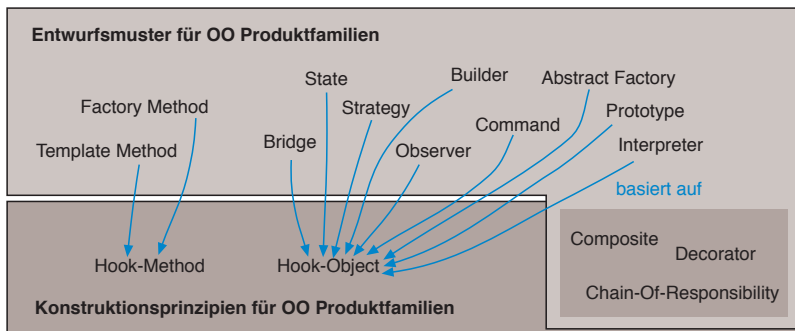 Entwurfsmuster für OO Produktfamilien
State
Builder
Abstract Factory
Factory Method
Strategy
Prototype
Command
Template Method
Bridge
Observer
Interpreter
basiert auf
Composite
Decorator
Hook-Method
Hook-Object
Chain-Of-Responsibility
Konstruktionsprinzipien für OO Produktfamilien